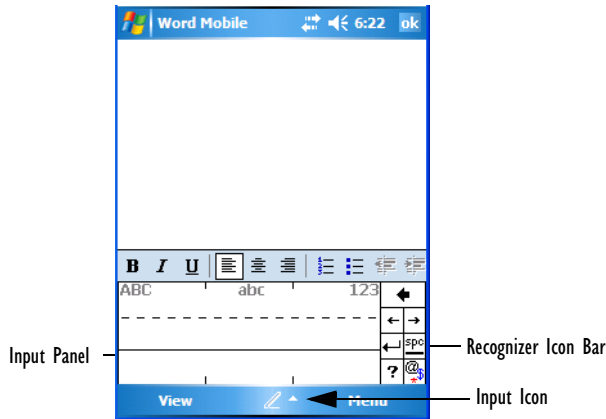 Word Mobile 6:22 ok
B I U
ABC abc 123
spc
? @ $ *
Input Panel
Recognizer Icon Bar
View Menu
Input Icon